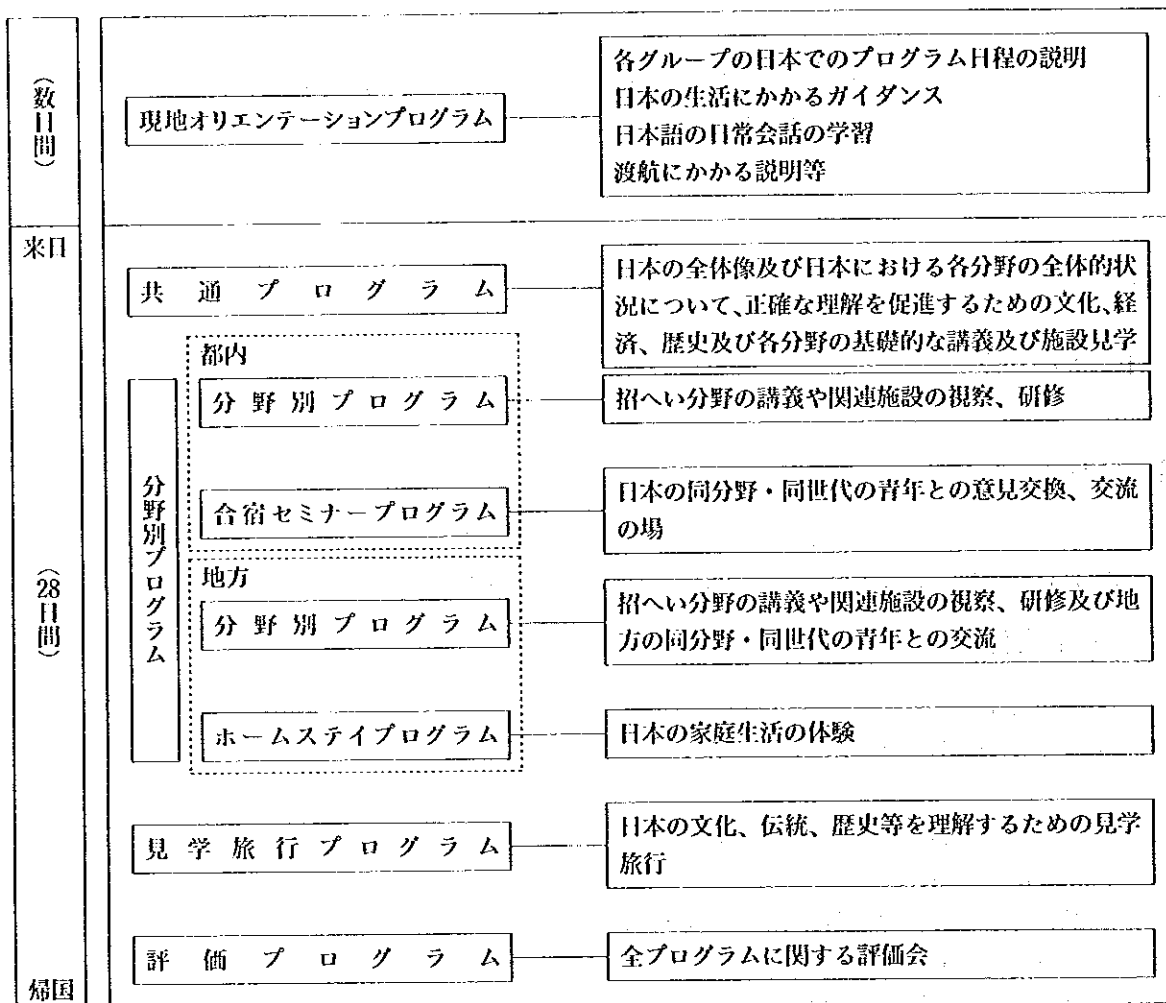 (数日間)
現地オリエンテーションプログラム
各グループの日本でのプログラム日程の説明
日本の生活にかかるガイダンス
日本語の日常会話の学習
渡航にかかる説明等
来日
(28日間)
共通プログラム
日本の全体像及び日本における各分野の全体的状
況について、正確な理解を促進するための文化、経
済、歴史及び各分野の基礎的な講義及び施設見学
分野別プログラム
都内
分野別プログラム
招へい分野の講義や関連施設の視察、研修
合宿セミナープログラム
日本の同分野・同世代の青年との意見交換、交流
の場
地方
分野別プログラム
招へい分野の講義や関連施設の視察、研修及び地
方の同分野・同世代の青年との交流
ホームステイプログラム
日本の家庭生活の体験
見学旅行プログラム
日本の文化、伝統、歴史等を理解するための見学
旅行
評価プログラム
全プログラムに関する評価会
帰国